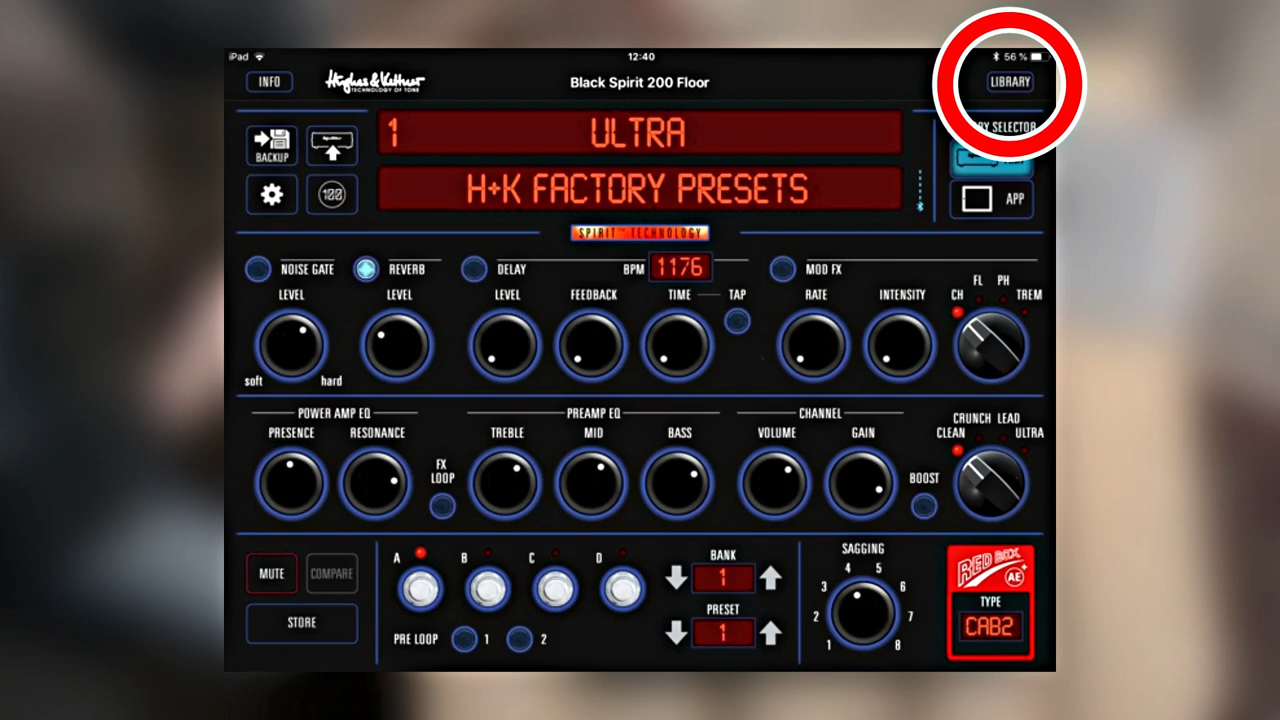 iPad 12:40 56 %
INFO Hughes & Kettner Black Spirit 200 Floor LIBRARY
TECHNOLOGY OF TONE
1 ULTRA
BACKUP
H+K FACTORY PRESETS
100
APP
SPIRIT™ TECHNOLOGY
NOISE GATE REVERB DELAY BPM 1176 MOD FX
LEVEL LEVEL LEVEL FEEDBACK TIME TAP RATE INTENSITY CH FL PH TREM
soft hard
POWER AMP EQ PREAMP EQ CHANNEL
PRESENCE RESONANCE TREBLE MID BASS VOLUME GAIN CLEAN CRUNCH LEAD ULTRA
FX LOOP BOOST
MUTE COMPARE A B C D BANK 1 SAGGING
STORE PRE LOOP 1 2 PRESET 1 1 2 3 4 5 6 7 8
RED BOX AE+
TYPE
CAB2